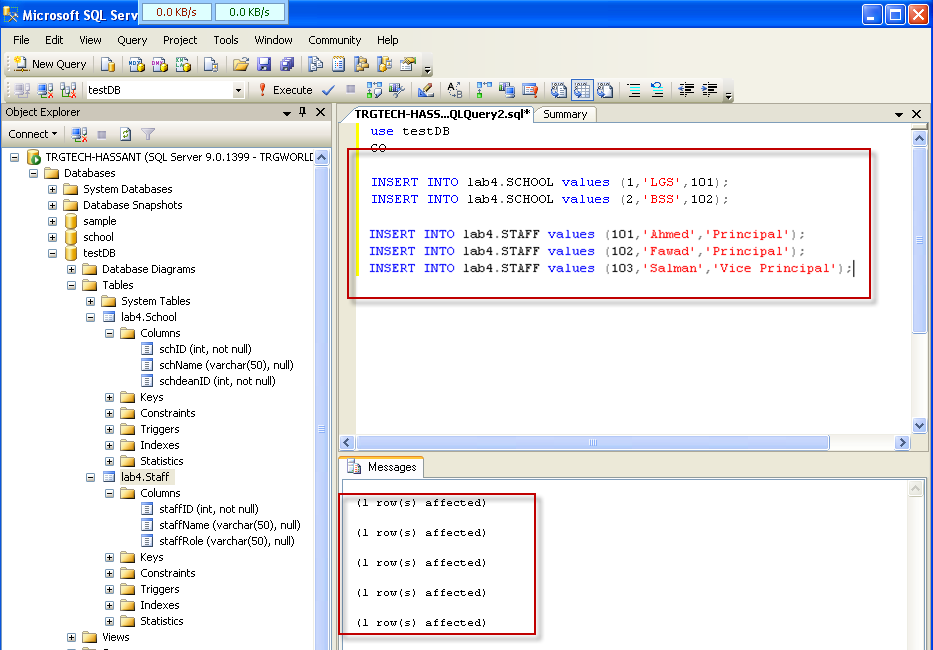 Microsoft SQL Serv
0.0 KB/s
0.0 KB/s
File Edit View Query Project Tools Window Community Help
New Query
testDB
Execute
Object Explorer
Connect
TRGTECH-HASSANT (SQL Server 9.0.1399 - TRGWORLD
Databases
System Databases
Database Snapshots
sample
school
testDB
Database Diagrams
Tables
System Tables
lab4.School
Columns
schID (int, not null)
schName (varchar(50), null)
schdeanID (int, not null)
Keys
Constraints
Triggers
Indexes
Statistics
lab4.Staff
Columns
staffID (int, not null)
staffName (varchar(50), null)
staffRole (varchar(50), null)
Keys
Constraints
Triggers
Indexes
Statistics
Views
TRGTECH-HASS...QLQuery2.sql*
Summary
use testDB
GO
INSERT INTO lab4.SCHOOL values (1,'LGS',101);
INSERT INTO lab4.SCHOOL values (2,'BSS',102);
INSERT INTO lab4.STAFF values (101,'Ahmed','Principal');
INSERT INTO lab4.STAFF values (102,'Fawad','Principal');
INSERT INTO lab4.STAFF values (103,'Salman','Vice Principal');
Messages
(1 row(s) affected)
(1 row(s) affected)
(1 row(s) affected)
(1 row(s) affected)
(1 row(s) affected)